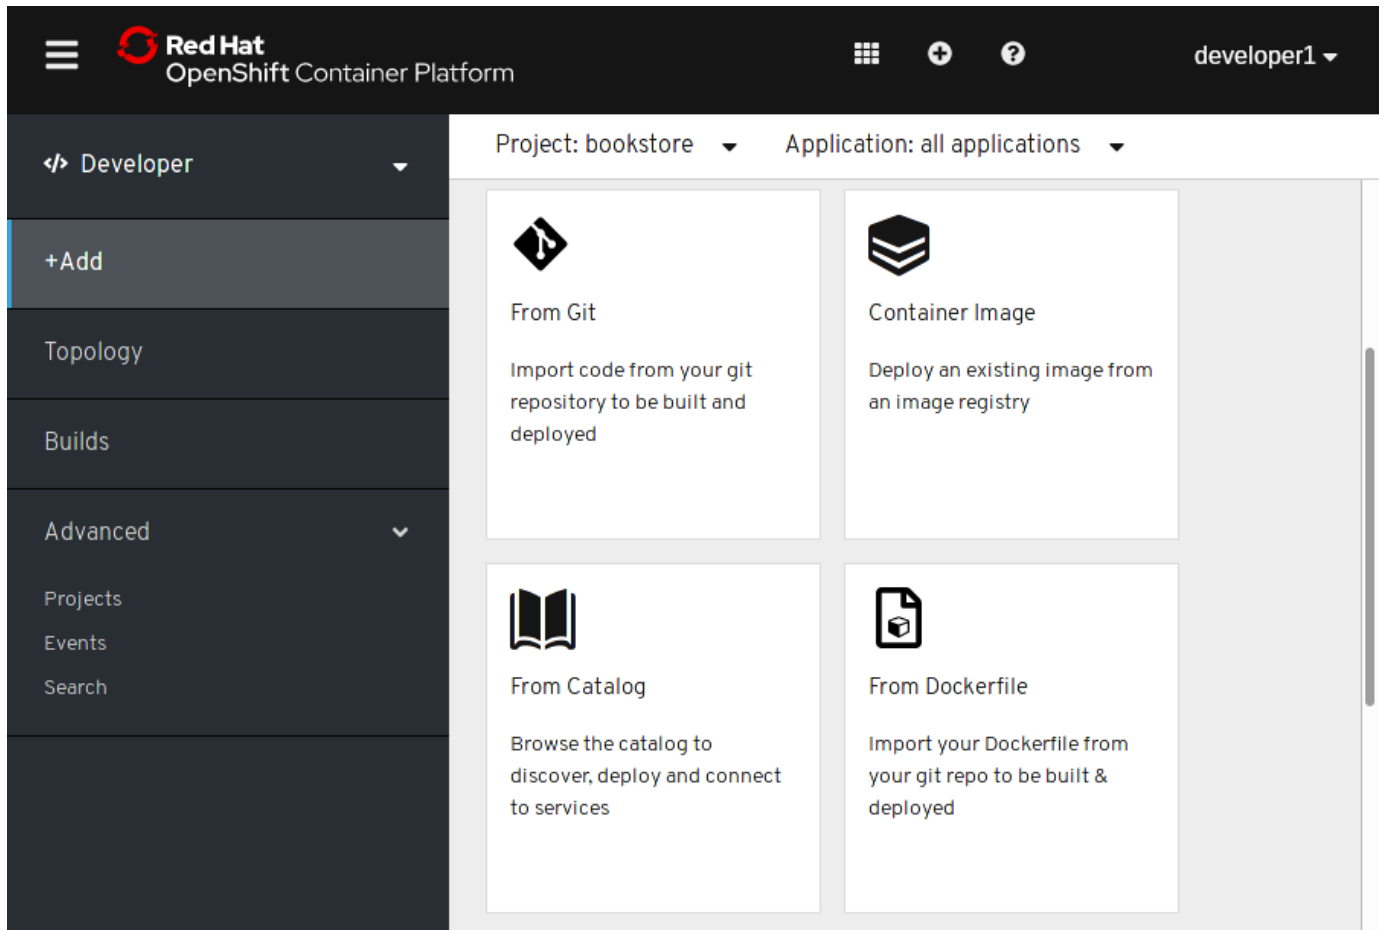 Red Hat
OpenShift Container Platform
developer1
</> Developer
+Add
Topology
Builds
Advanced
Projects
Events
Search
Project: bookstore
Application: all applications
From Git
Import code from your git
repository to be built and
deployed
Container Image
Deploy an existing image from
an image registry
From Catalog
Browse the catalog to
discover, deploy and connect
to services
From Dockerfile
Import your Dockerfile from
your git repo to be built &
deployed